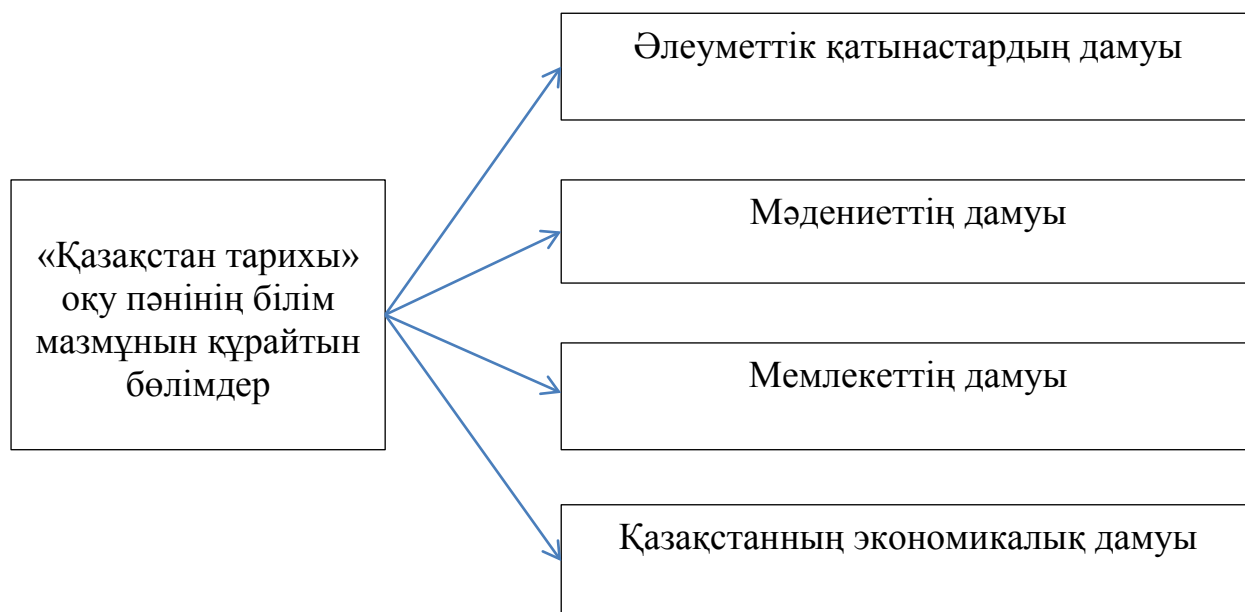 «Қазақстан тарихы»
оқу пәнінің білім
мазмұнын құрайтын
бөлімдер
Әлеуметтік қатынастардың дамуы
Мәдениеттің дамуы
Мемлекеттің дамуы
Қазақстанның экономикалық дамуы